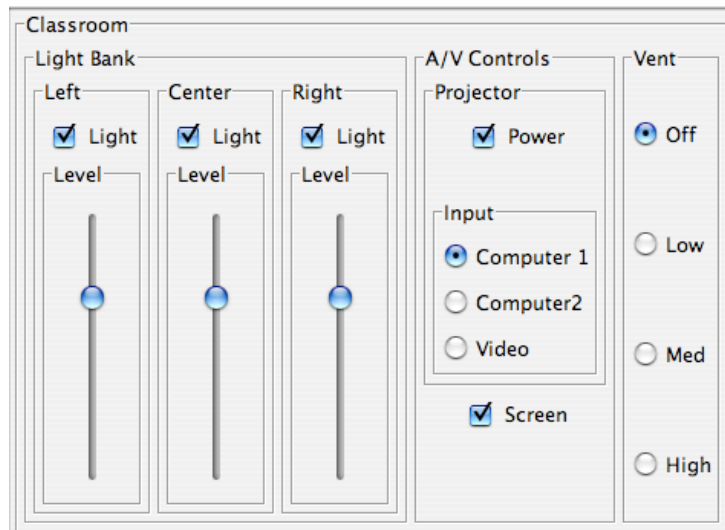 Classroom
Light Bank
A/V Controls
Vent
Left
Center
Right
Projector
Light
Light
Light
Power
Off
Level
Level
Level
Input
Computer 1
Low
Computer2
Video
Med
Screen
High